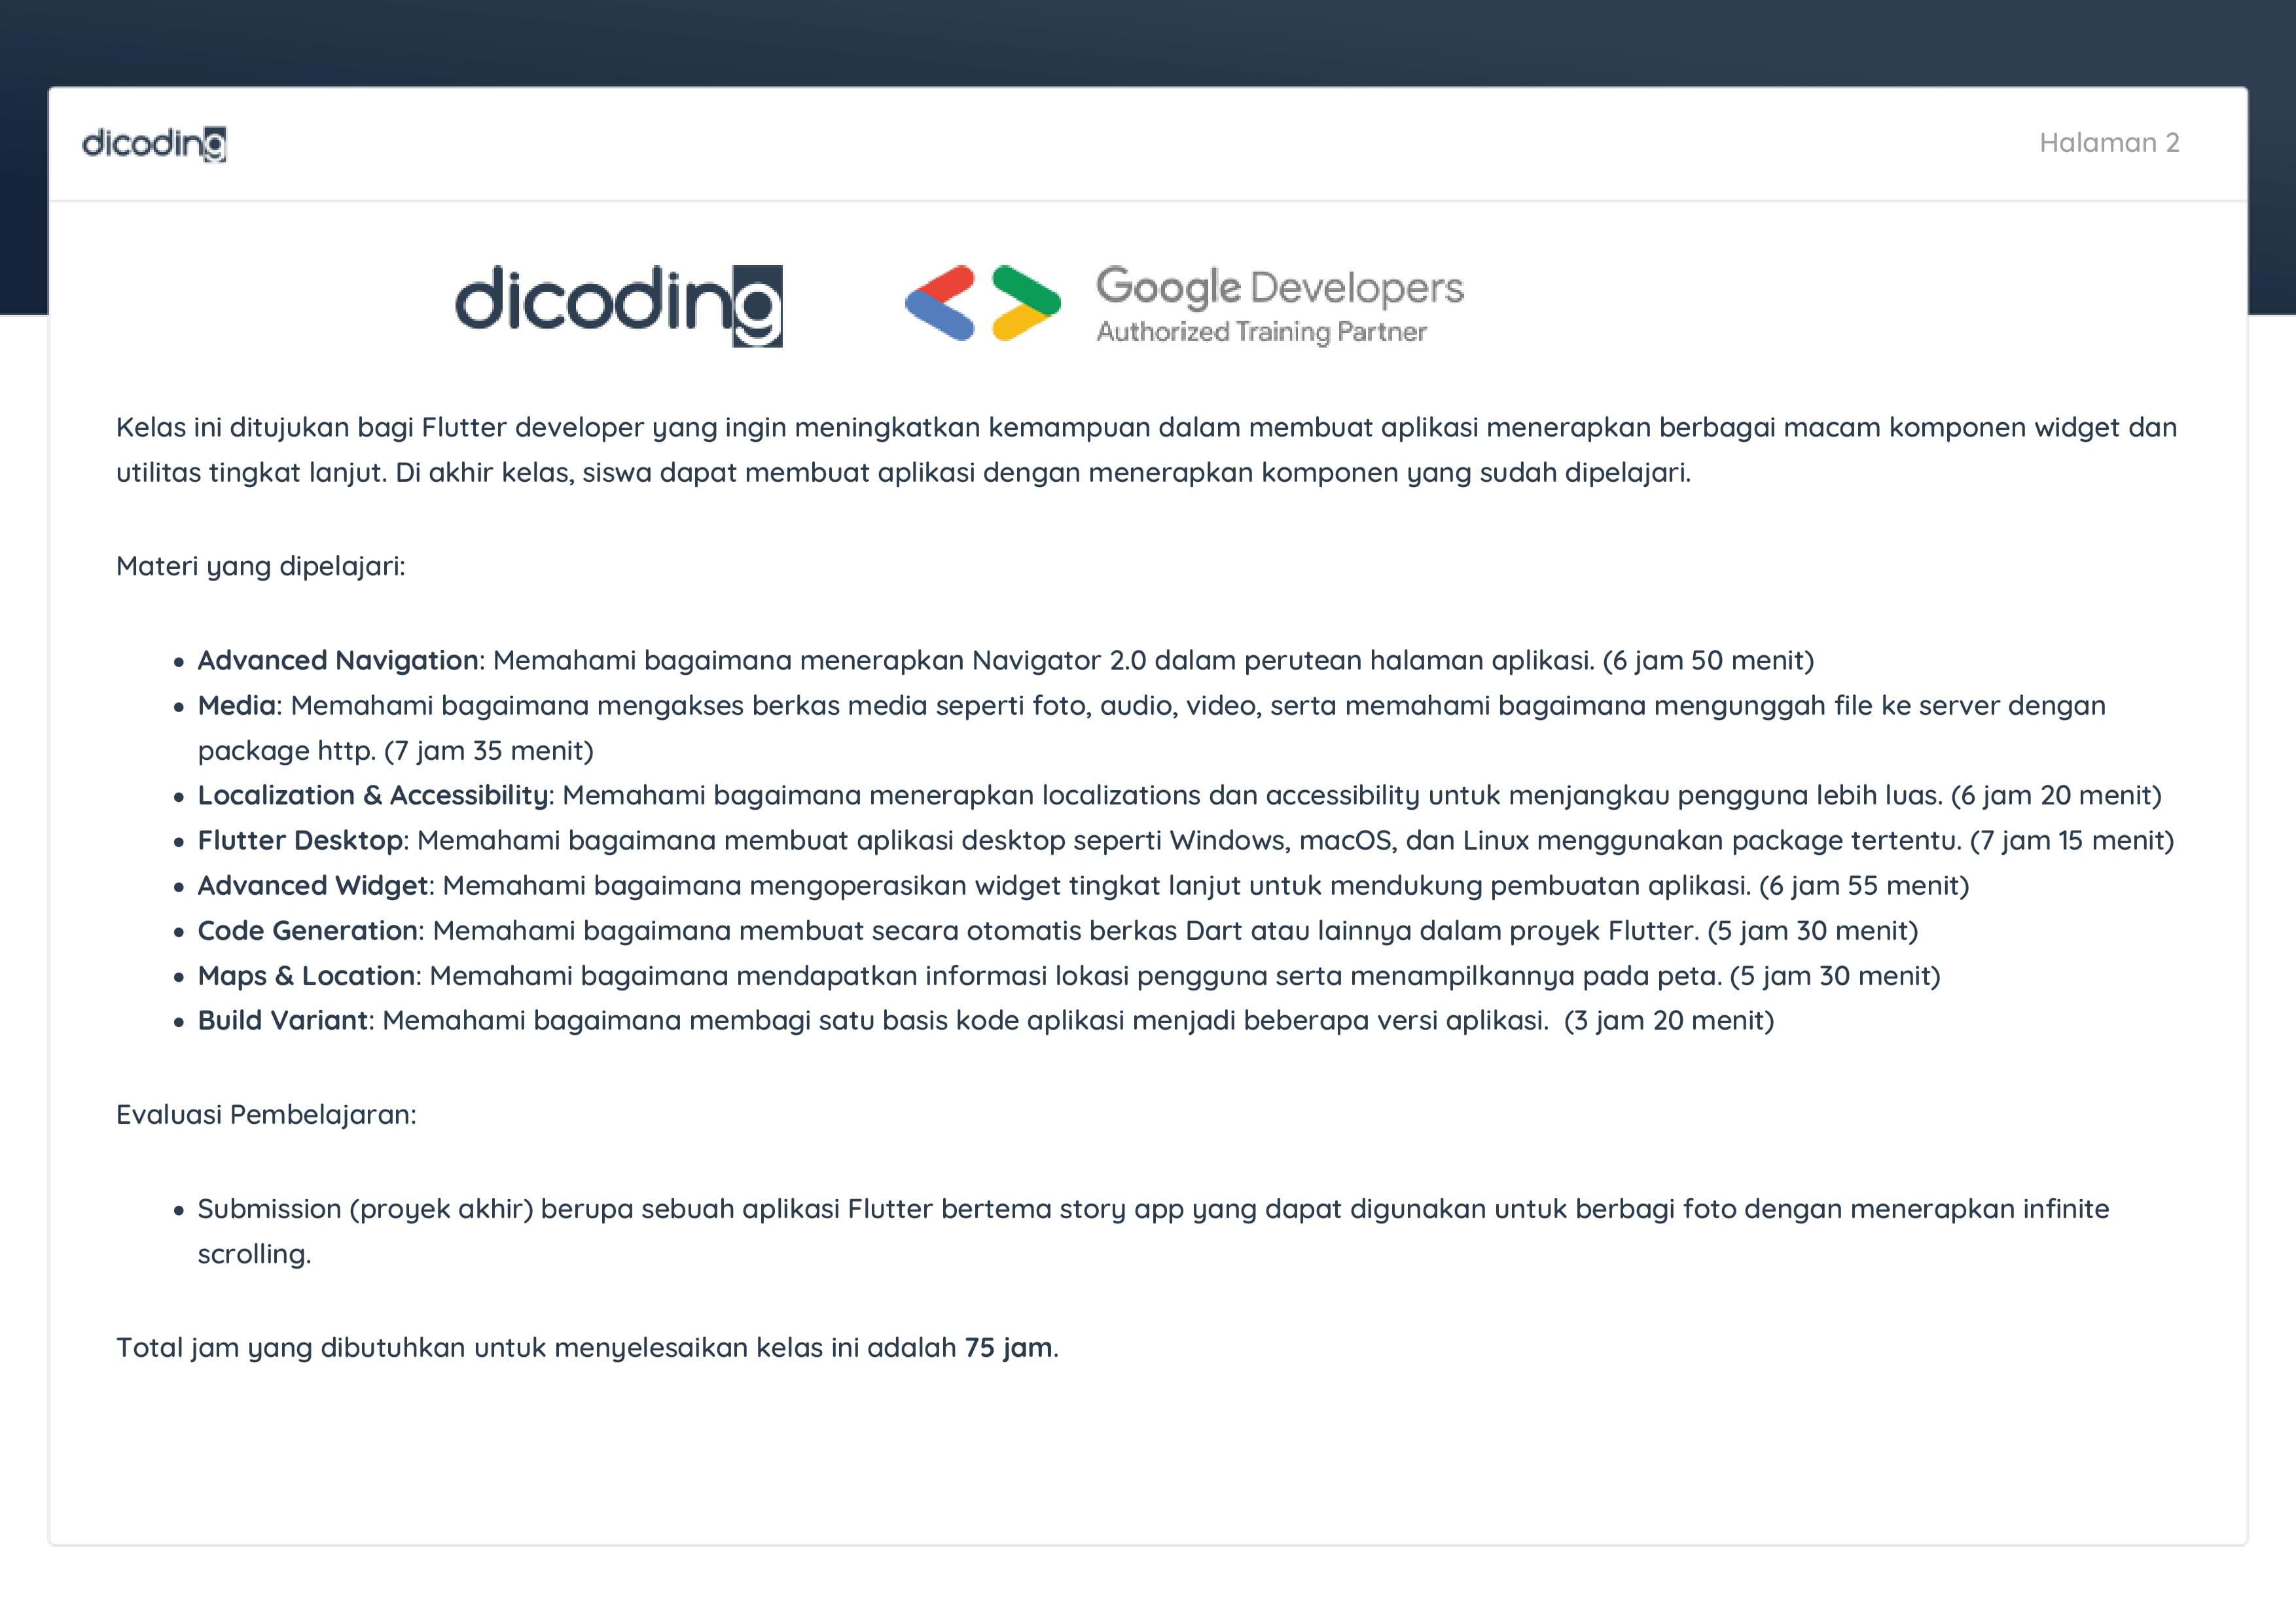 dicoding
Halaman 2
dicoding
Google Developers
Authorized Training Partner
Kelas ini ditujukan bagi Flutter developer yang ingin meningkatkan kemampuan dalam membuat aplikasi menerapkan berbagai macam komponen widget dan
utilitas tingkat lanjut. Di akhir kelas, siswa dapat membuat aplikasi dengan menerapkan komponen yang sudah dipelajari.
Materi yang dipelajari:
• Advanced Navigation: Memahami bagaimana menerapkan Navigator 2.0 dalam perutean halaman aplikasi. (6 jam 50 menit)
• Media: Memahami bagaimana mengakses berkas media seperti foto, audio, video, serta memahami bagaimana mengunggah file ke server dengan
package http. (7 jam 35 menit)
• Localization & Accessibility: Memahami bagaimana menerapkan localizations dan accessibility untuk menjangkau pengguna lebih luas. (6 jam 20 menit)
• Flutter Desktop: Memahami bagaimana membuat aplikasi desktop seperti Windows, macOS, dan Linux menggunakan package tertentu. (7 jam 15 menit)
• Advanced Widget: Memahami bagaimana mengoperasikan widget tingkat lanjut untuk mendukung pembuatan aplikasi. (6 jam 55 menit)
• Code Generation: Memahami bagaimana membuat secara otomatis berkas Dart atau lainnya dalam proyek Flutter. (5 jam 30 menit)
• Maps & Location: Memahami bagaimana mendapatkan informasi lokasi pengguna serta menampilkannya pada peta. (5 jam 30 menit)
• Build Variant: Memahami bagaimana membagi satu basis kode aplikasi menjadi beberapa versi aplikasi. (3 jam 20 menit)
Evaluasi Pembelajaran:
• Submission (proyek akhir) berupa sebuah aplikasi Flutter bertema story app yang dapat digunakan untuk berbagi foto dengan menerapkan infinite
scrolling.
Total jam yang dibutuhkan untuk menyelesaikan kelas ini adalah 75 jam.